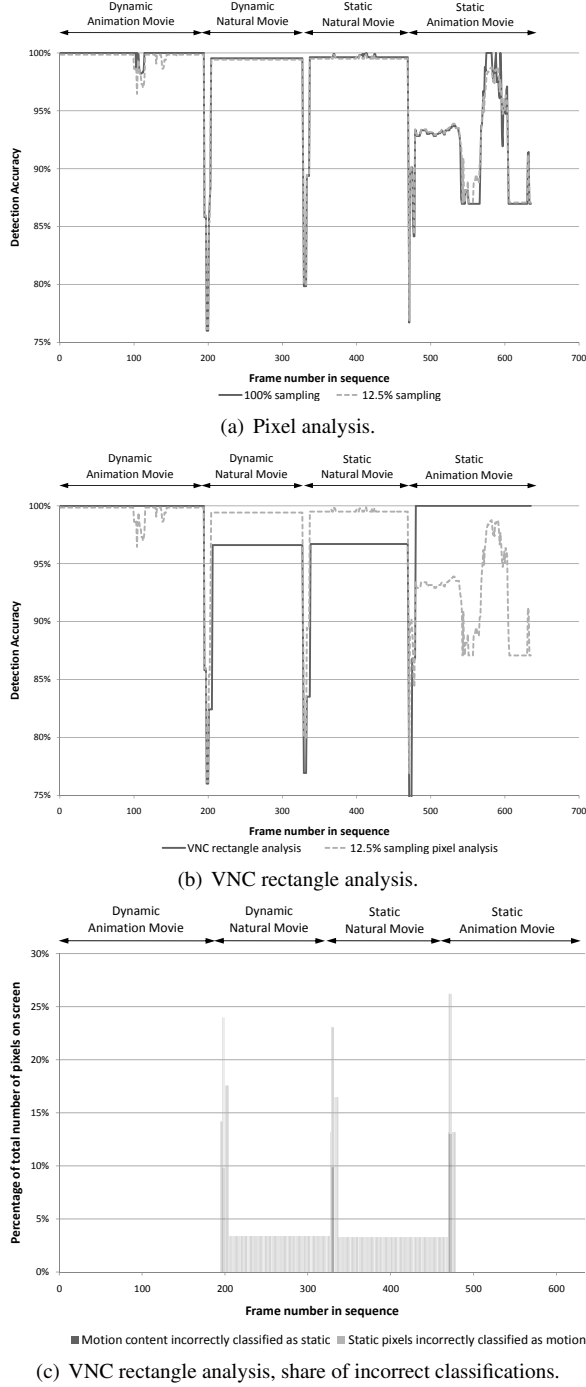 Dynamic Dynamic Static Static
Animation Movie Natural Movie Natural Movie Animation Movie
100%
95%
90%
85%
80%
75%
Detection Accuracy
0 100 200 300 400 500 600 700
Frame number in sequence
100% sampling 12.5% sampling
(a) Pixel analysis.
Dynamic Dynamic Static Static
Animation Movie Natural Movie Natural Movie Animation Movie
100%
95%
90%
85%
80%
75%
Detection Accuracy
0 100 200 300 400 500 600 700
Frame number in sequence
VNC rectangle analysis 12.5% sampling pixel analysis
(b) VNC rectangle analysis.
Dynamic Dynamic Static Static
Animation Movie Natural Movie Natural Movie Animation Movie
30%
25%
20%
15%
10%
5%
0%
Percentage of total number of pixels on screen
0 100 200 300 400 500 600
Frame number in sequence
Motion content incorrectly classified as static Static pixels incorrectly classified as motion
(c) VNC rectangle analysis, share of incorrect classifications.